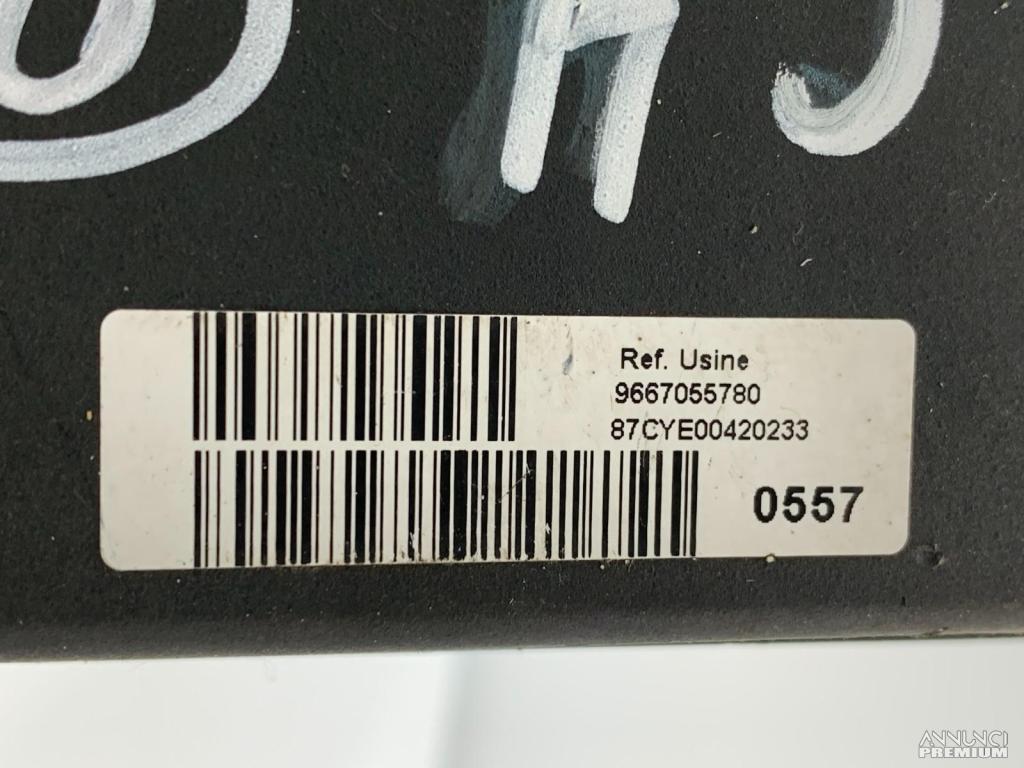 Ref. Usine
9667055780
87CYE00420233
0557
ANNUNCI
PREMIUM